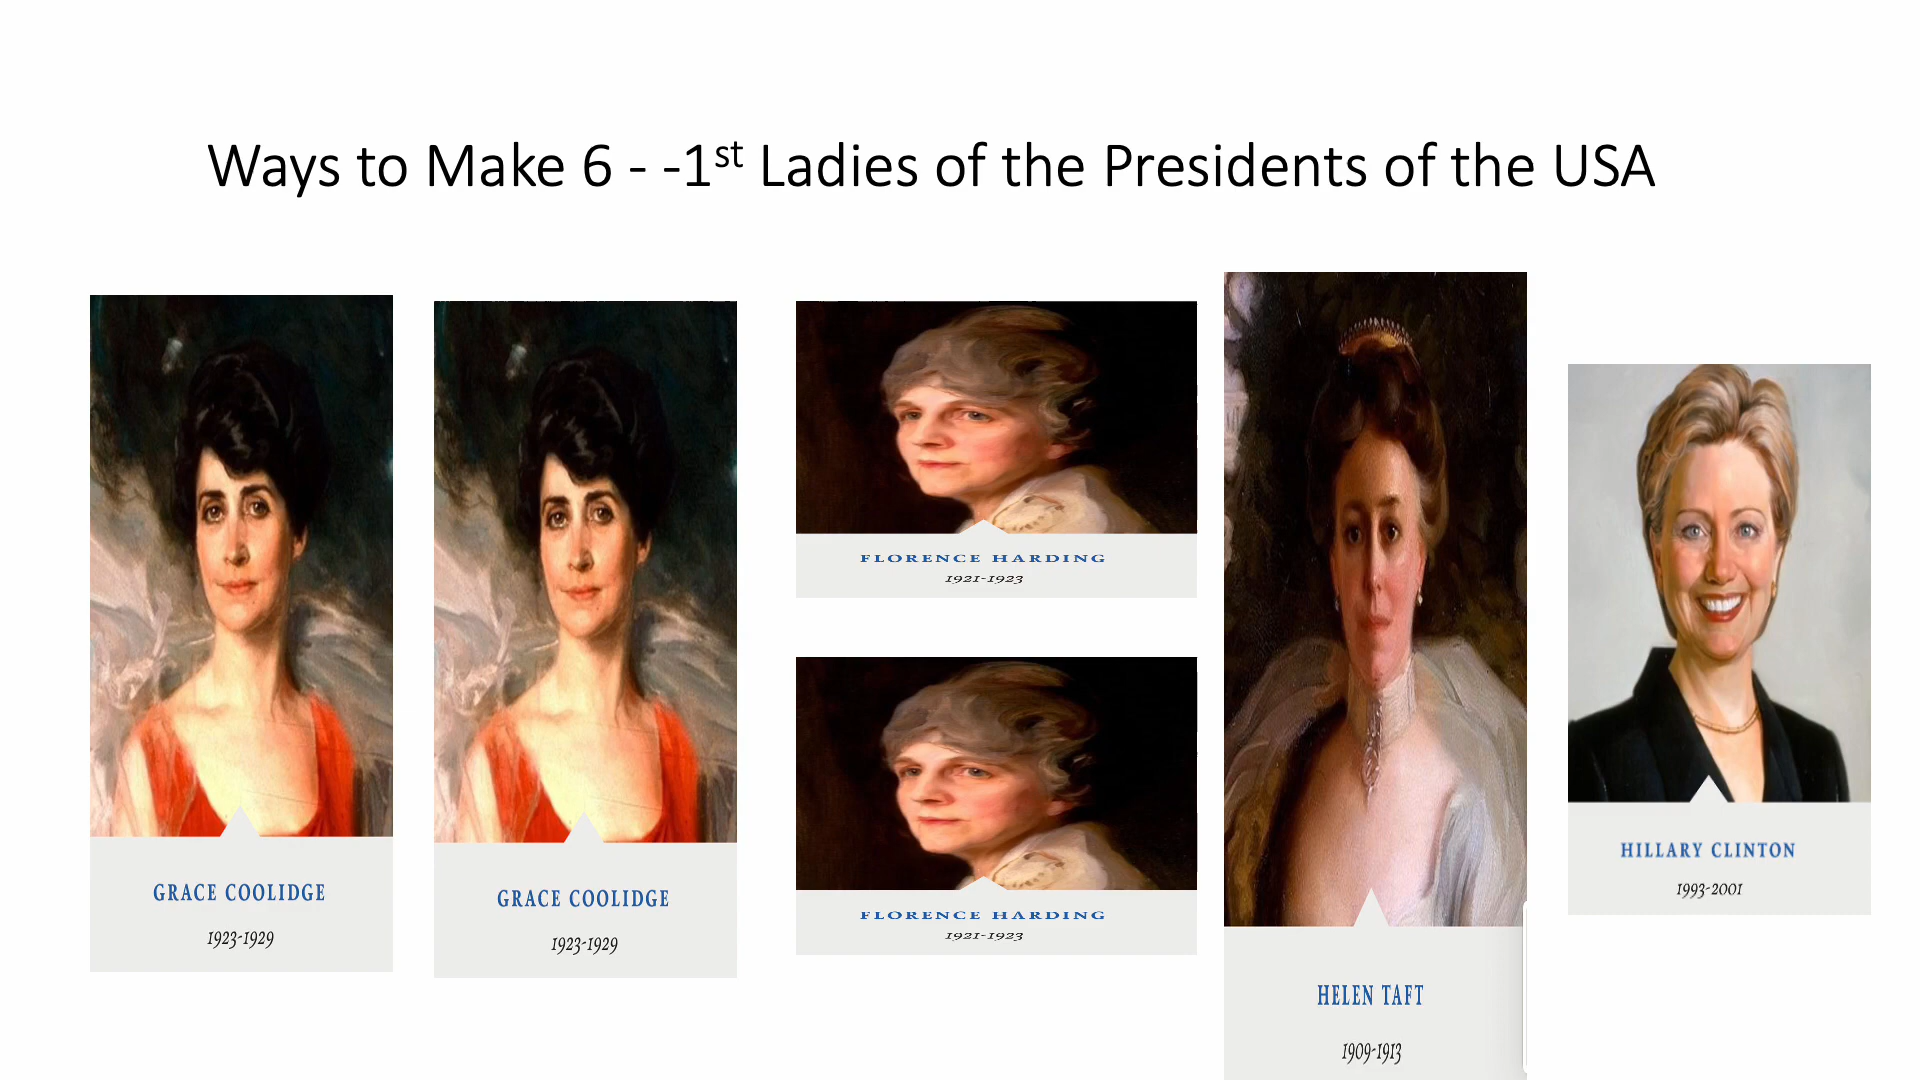 Ways to Make 6 - -1st Ladies of the Presidents of the USA
GRACE COOLIDGE
1923-1929
GRACE COOLIDGE
1923-1929
FLORENCE HARDING
1921-1923
FLORENCE HARDING
1921-1923
HELEN TAFT
1909-1913
HILLARY CLINTON
1993-2001